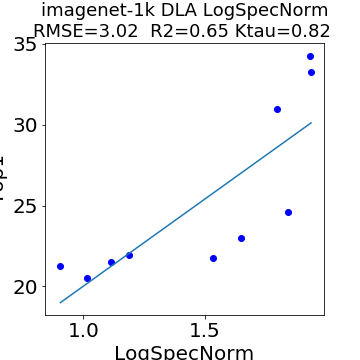 imagenet-1k DLA LogSpecNorm
RMSE=3.02 R2=0.65 Ktau=0.82
35
30
25
20
1.0 1.5
LogSpecNorm